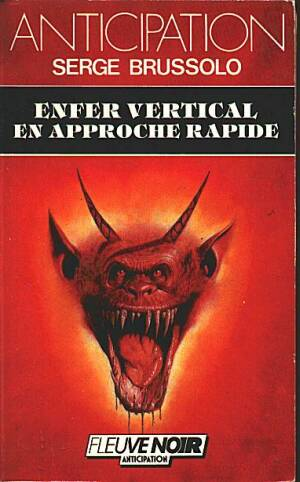 ANTICIPATION
SERGE BRUSSOLO
ENFER VERTICAL
EN APPROCHE RAPIDE
FLEUVE NOIR
ANTICIPATION